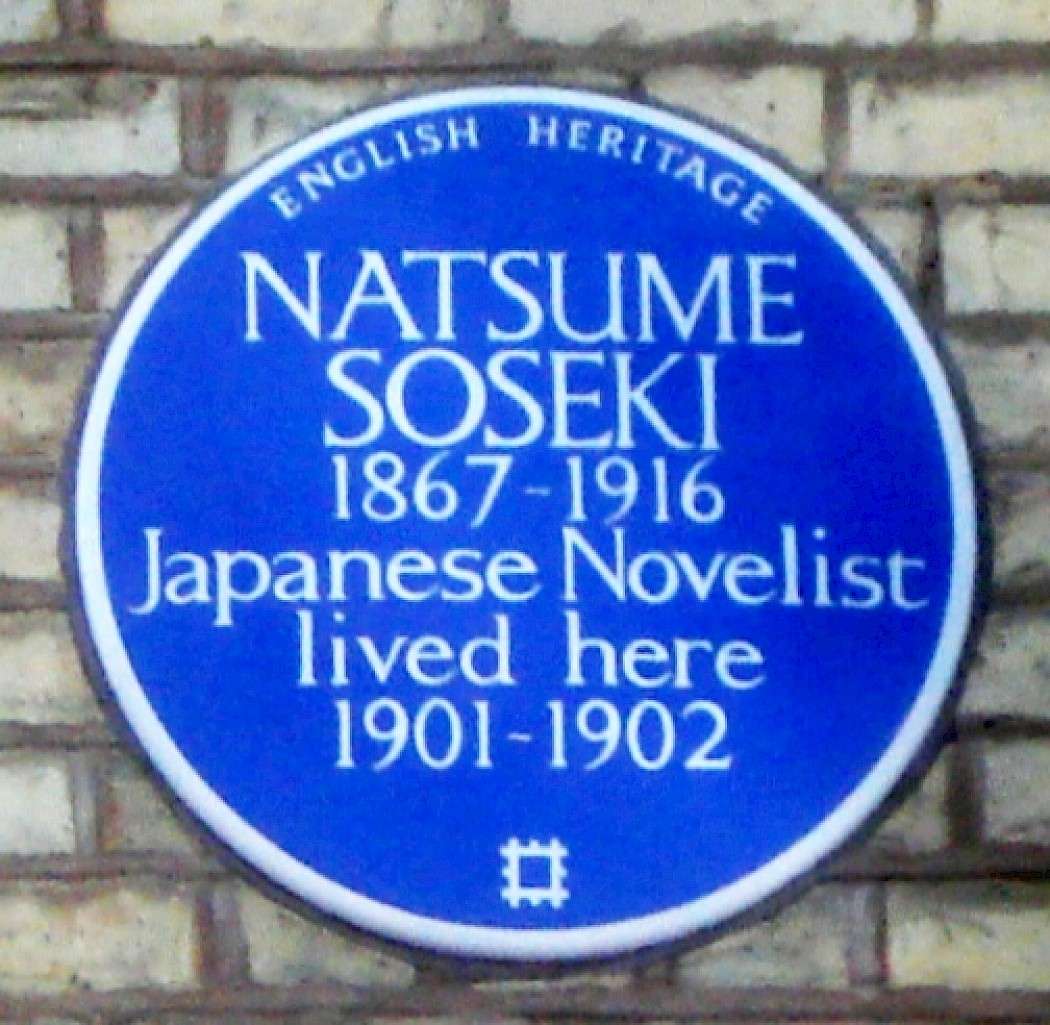 ENGLISH HERITAGE
NATSUME
SOSEKI
1867-1916
Japanese Novelist
lived here
1901-1902